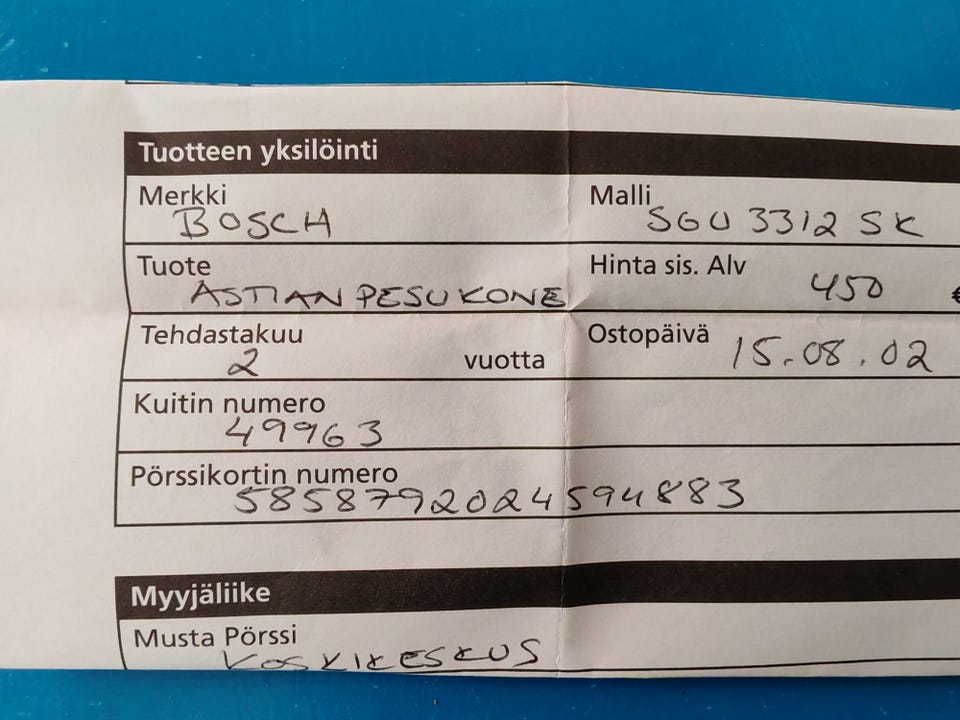 Tuotteen yksilöinti
Merkki Malli
BOSCH SGU 3312 SK
Tuote Hinta sis. Alv
ASTIANPESUKONE 450 €
Tehdastakuu Ostopäivä
2 vuotta 15.08.02
Kuitin numero
49963
Pörssikortin numero
5858792024594883
Myyjäliike
Musta Pörssi
KOSKIKESKUS